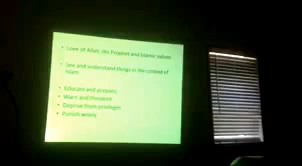 Love of Allah, His Prophet and Islamic values
See and understand things in the context of
Islam
Educate and prepare
Warn and threaten
Deprive from privileges
Punish wisely